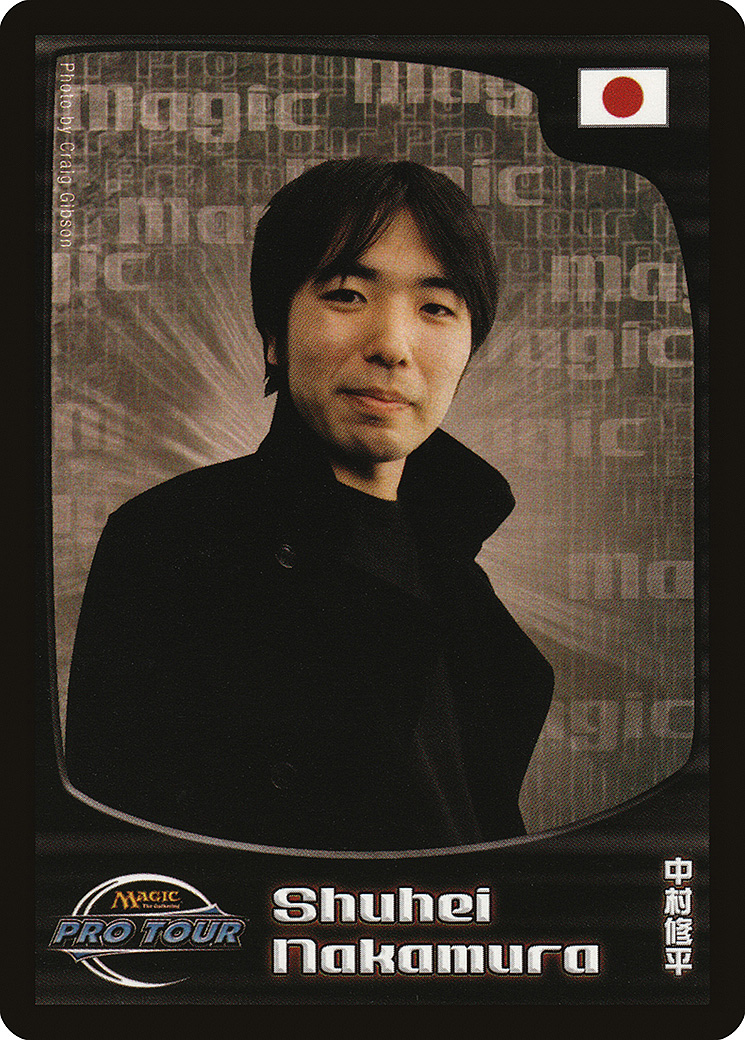 Photo by Craig Gibson
Magic
The Gathering
PRO TOUR
Shuhei
Nakamura
中村修平